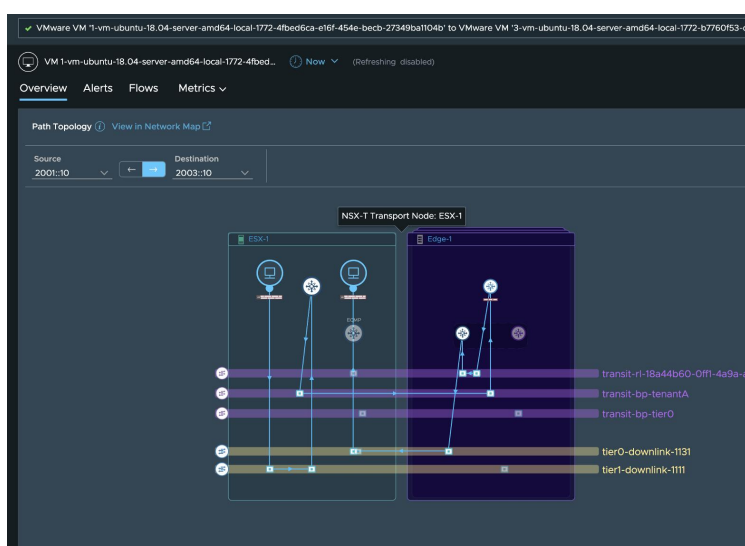 VMware VM '1-vm-ubuntu-18.04-server-amd64-local-1772-4fbed6ca-e16f-454e-becb-27349ba1104b' to VMware VM '3-vm-ubuntu-18.04-server-amd64-local-1772-b7760f53-
VM 1-vm-ubuntu-18.04-server-amd64-local-1772-4fbed... Now (Refreshing disabled)
Overview Alerts Flows Metrics
Path Topology View in Network Map
Source Destination
2001::10 ← → 2003::10
NSX-T Transport Node: ESX-1
ESX-1 Edge-1
ECMP
transit-rl-18a44b60-0ff1-4a9a-
transit-bp-tenantA
transit-bp-tier0
tier0-downlink-1131
tier1-downlink-1111